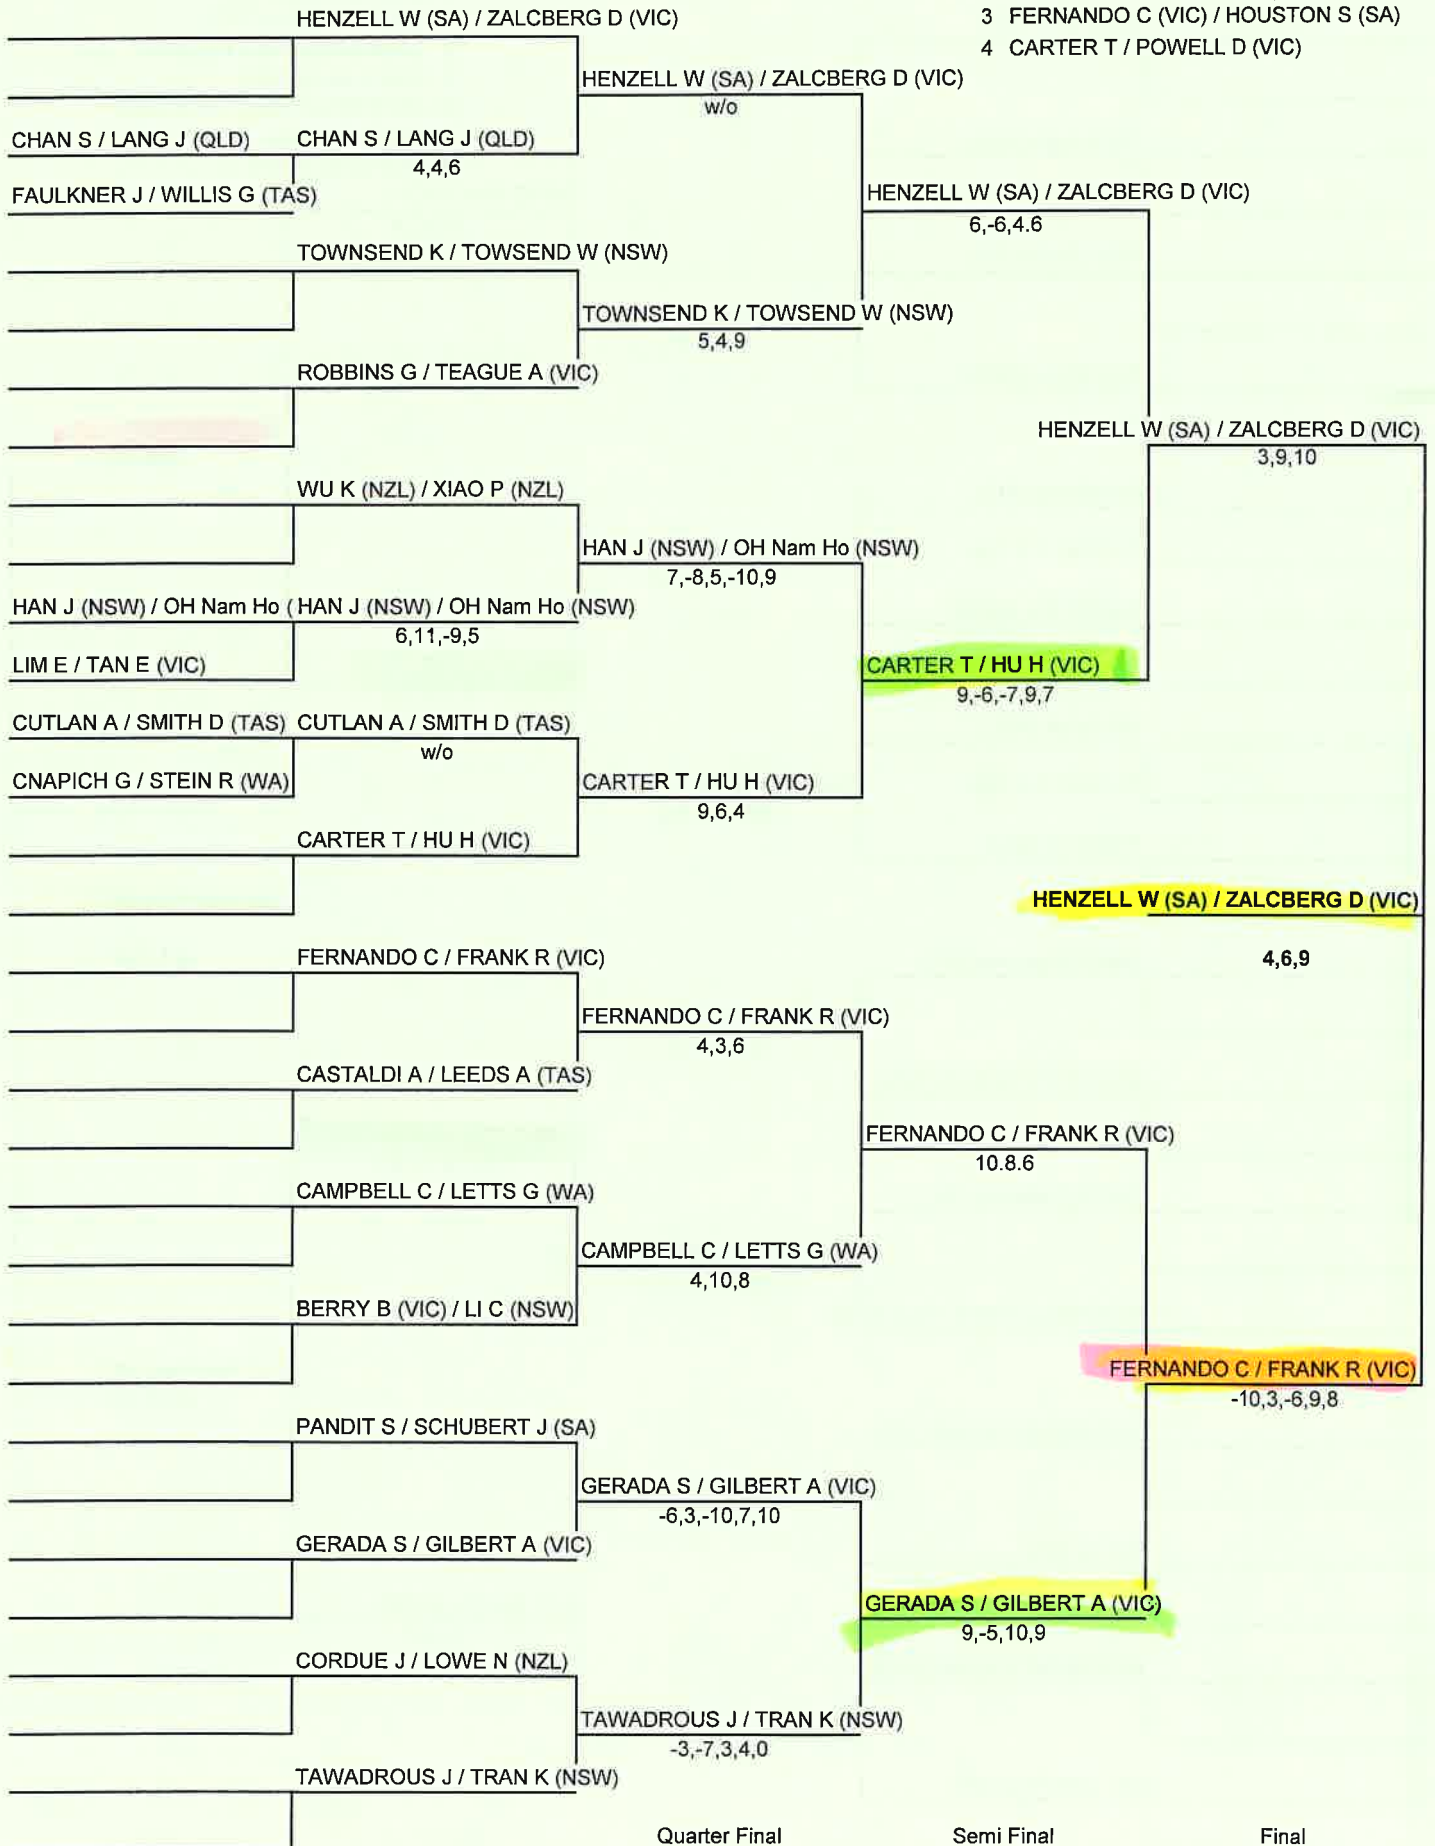 HENZELL W (SA) / ZALCBERG D (VIC)
3 FERNANDO C (VIC) / HOUSTON S (SA)
4 CARTER T / POWELL D (VIC)
HENZELL W (SA) / ZALCBERG D (VIC)
w/o
CHAN S / LANG J (QLD)
CHAN S / LANG J (QLD)
4,4,6
FAULKNER J / WILLIS G (TAS)
HENZELL W (SA) / ZALCBERG D (VIC)
6,-6,4.6
TOWNSEND K / TOWSEND W (NSW)
TOWNSEND K / TOWSEND W (NSW)
5,4,9
ROBBINS G / TEAGUE A (VIC)
HENZELL W (SA) / ZALCBERG D (VIC)
3,9,10
WU K (NZL) / XIAO P (NZL)
HAN J (NSW) / OH Nam Ho (NSW)
7,-8,5,-10,9
HAN J (NSW) / OH Nam Ho (
HAN J (NSW) / OH Nam Ho (NSW)
6,11,-9,5
LIM E / TAN E (VIC)
CARTER T / HU H (VIC)
9,-6,-7,9,7
CUTLAN A / SMITH D (TAS)
CUTLAN A / SMITH D (TAS)
w/o
CNAPICH G / STEIN R (WA)
CARTER T / HU H (VIC)
9,6,4
CARTER T / HU H (VIC)
HENZELL W (SA) / ZALCBERG D (VIC)
4,6,9
FERNANDO C / FRANK R (VIC)
FERNANDO C / FRANK R (VIC)
4,3,6
CASTALDI A / LEEDS A (TAS)
FERNANDO C / FRANK R (VIC)
10.8.6
CAMPBELL C / LETTS G (WA)
CAMPBELL C / LETTS G (WA)
4,10,8
BERRY B (VIC) / LI C (NSW)
FERNANDO C / FRANK R (VIC)
-10,3,-6,9,8
PANDIT S / SCHUBERT J (SA)
GERADA S / GILBERT A (VIC)
-6,3,-10,7,10
GERADA S / GILBERT A (VIC)
GERADA S / GILBERT A (VIC)
9,-5,10,9
CORDUE J / LOWE N (NZL)
TAWADROUS J / TRAN K (NSW)
-3,-7,3,4,0
TAWADROUS J / TRAN K (NSW)
Quarter Final
Semi Final
Final